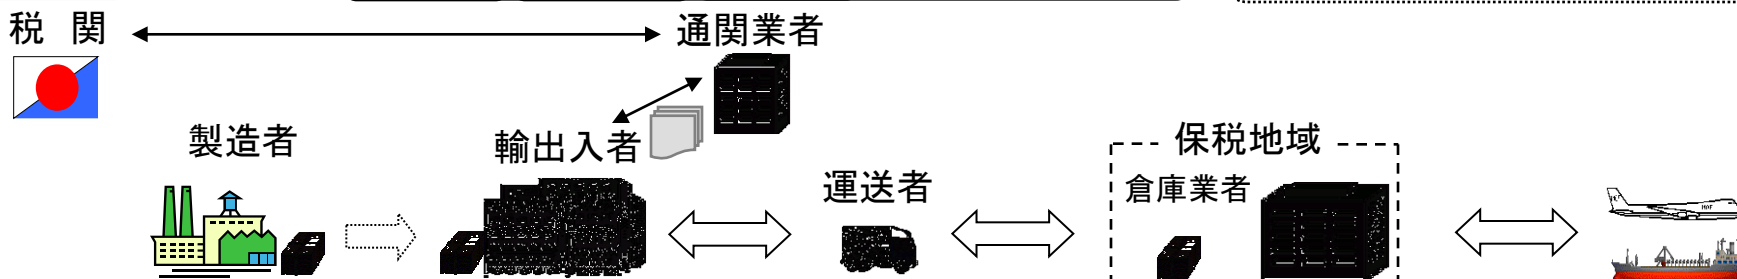 税 関
通関業者
製造者
輸出入者
運送者
保税地域
倉庫業者